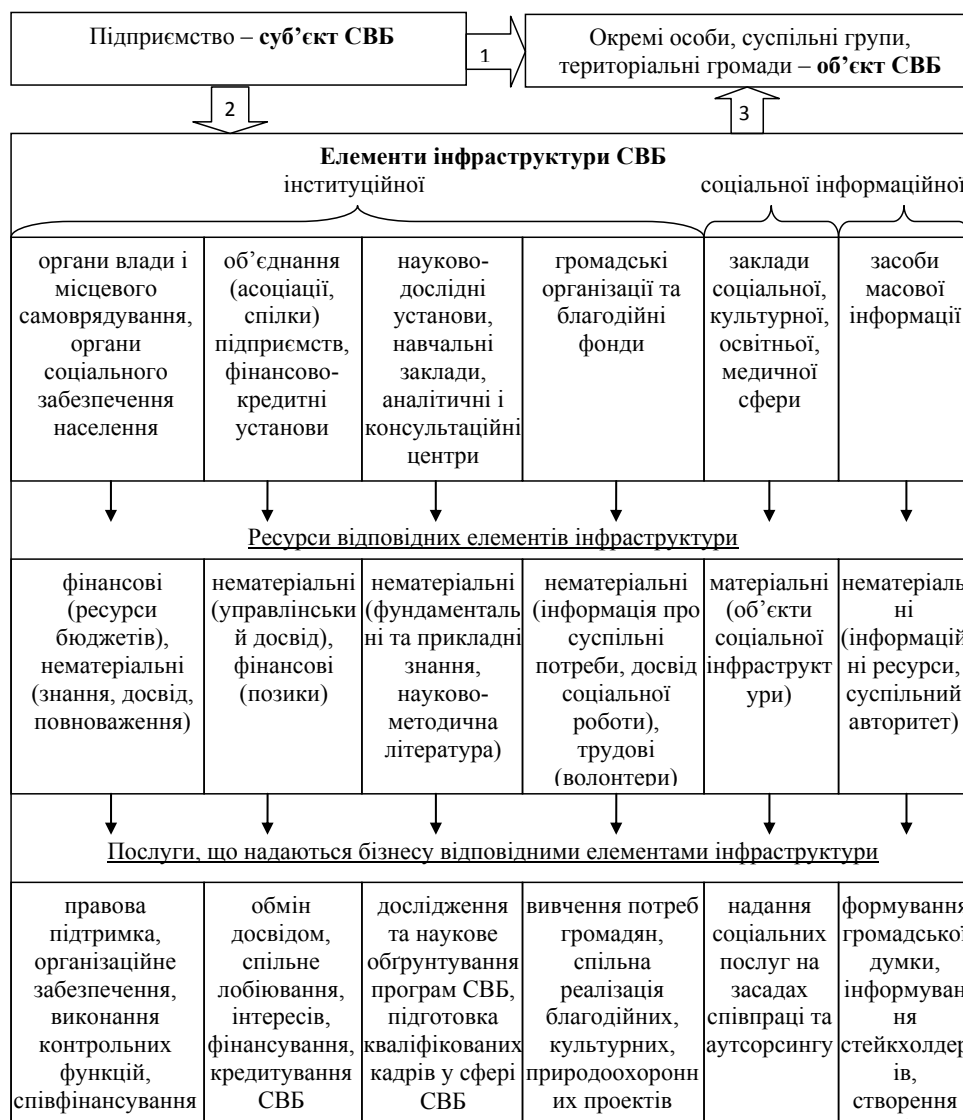 Підприємство – суб’єкт СВБ
1
Окремі особи, суспільні групи,
територіальні громади – об’єкт СВБ
2
3
Елементи інфраструктури СВБ
інституційної
соціальної інформаційної
органи влади і
місцевого
самоврядування,
органи
соціального
забезпечення
населення
об’єднання
(асоціації,
спілки)
підприємств,
фінансово-
кредитні
установи
науково-
дослідні
установи,
навчальні
заклади,
аналітичні і
консультаційні
центри
громадські
організації та
благодійні
фонди
заклади
соціальної,
культурної,
освітньої,
медичної
сфери
засоби
масової
інформації
Ресурси відповідних елементів інфраструктури
фінансові
(ресурси
бюджетів),
нематеріальні
(знання, досвід,
повноваження)
нематеріальні
(управлінськи
й досвід),
фінансові
(позики)
нематеріальні
(фундаменталь
ні та прикладні
знання,
науково-
методична
література)
нематеріальні
(інформація про
суспільні
потреби, досвід
соціальної
роботи),
трудові
(волонтери)
матеріальні
(об’єкти
соціальної
інфраструкт
ури)
нематеріаль
ні
(інформацій
ні ресурси,
суспільний
авторитет)
Послуги, що надаються бізнесу відповідними елементами інфраструктури
правова
підтримка,
організаційне
забезпечення,
виконання
контрольних
функцій,
співфінансування
обмін
досвідом,
спільне
лобіювання,
інтересів,
фінансування,
кредитування
СВБ
дослідження
та наукове
обґрунтування
програм СВБ,
підготовка
кваліфікованих
кадрів у сфері
СВБ
вивчення потреб
громадян,
спільна
реалізація
благодійних,
культурних,
природоохоронн
их проектів
надання
соціальних
послуг на
засадах
співпраці та
аутсорсингу
формування
громадської
думки,
інформуван
ня
стейкхолдер
ів,
створення